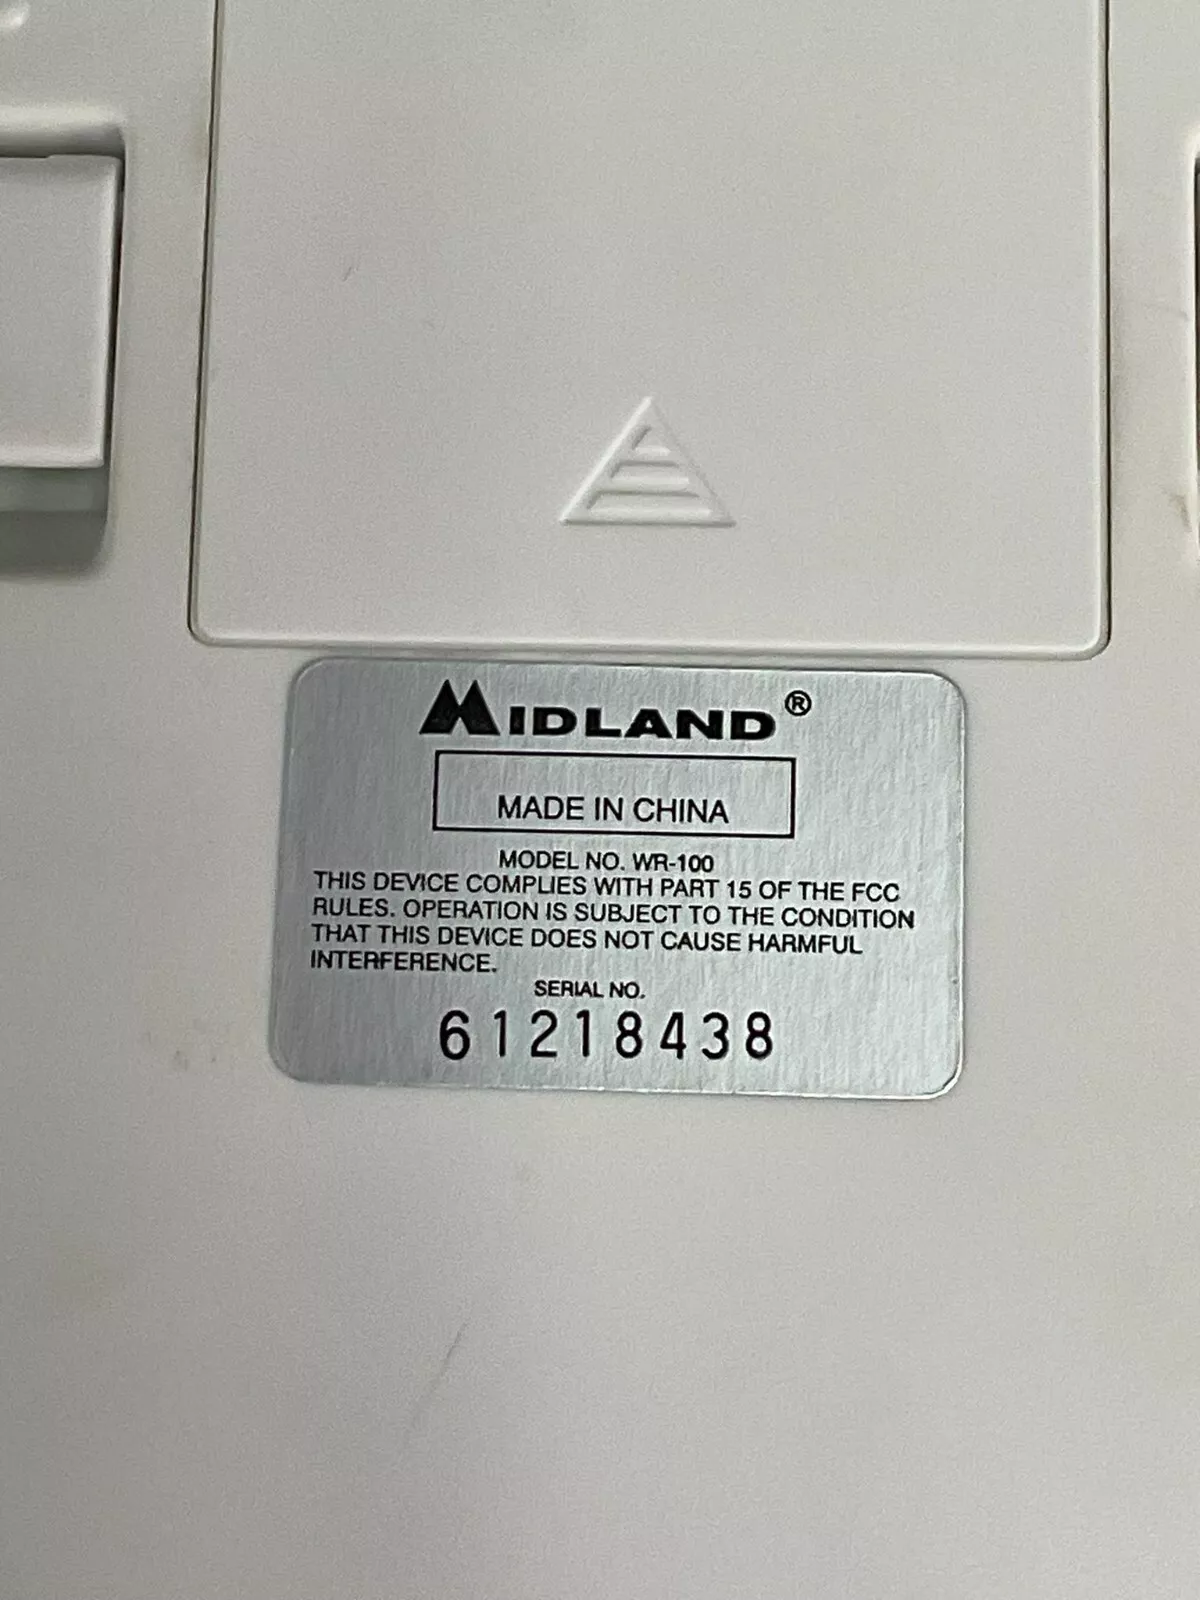 MIDLAND®
MADE IN CHINA
MODEL NO. WR-100
THIS DEVICE COMPLIES WITH PART 15 OF THE FCC
RULES. OPERATION IS SUBJECT TO THE CONDITION
THAT THIS DEVICE DOES NOT CAUSE HARMFUL
INTERFERENCE.
SERIAL NO.
61218438